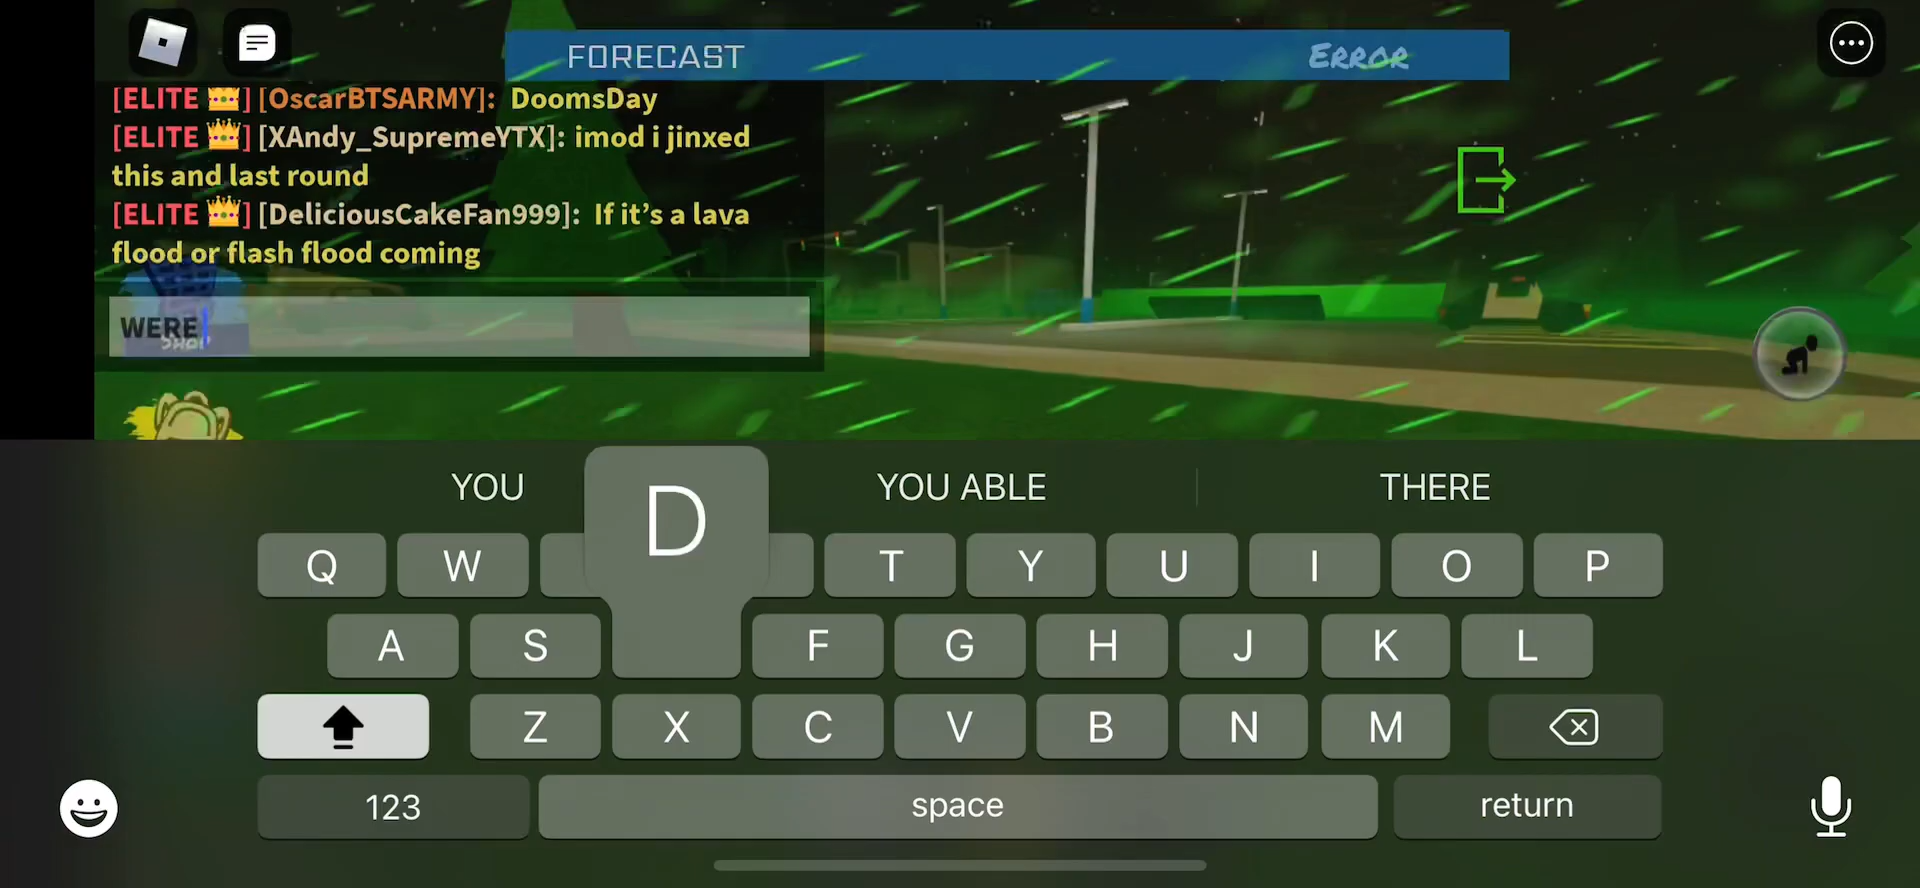 FORECAST Error
[ELITE 👑] [OscarBTSARMY]: DoomsDay
[ELITE 👑] [XAndy_SupremeYTX]: imod i jinxed
this and last round
[ELITE 👑] [DeliciousCakeFan999]: If it’s a lava
flood or flash flood coming
WERE
SHOP
YOU YOU ABLE THERE
D
Q W T Y U I O P
A S F G H J K L
Z X C V B N M
123 space return